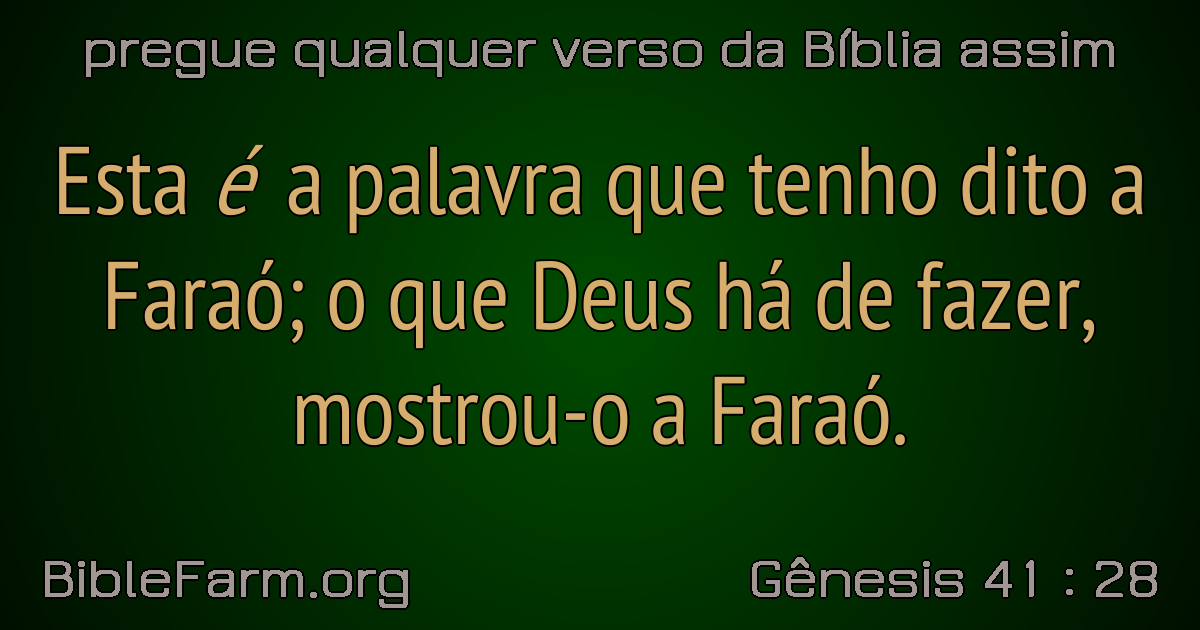 pregue qualquer verso da Bíblia assim
Esta é a palavra que tenho dito a
Faraó; o que Deus há de fazer,
mostrou-o a Faraó.
BibleFarm.org
Gênesis 41 : 28